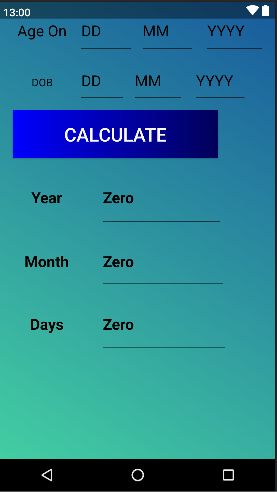 13:00
Age On DD MM YYYY
DOB DD MM YYYY
CALCULATE
Year Zero
Month Zero
Days Zero